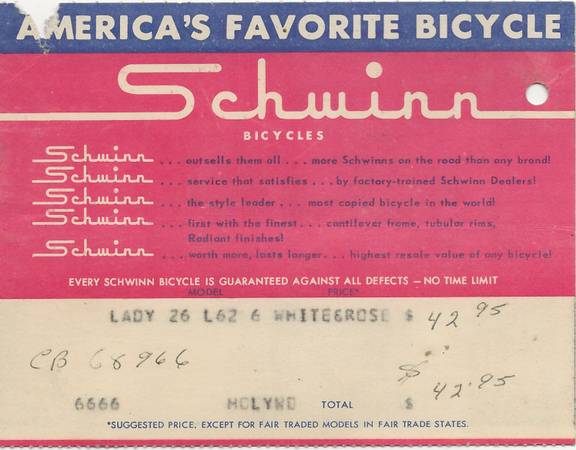 AMERICA'S FAVORITE BICYCLE
Schwinn
BICYCLES
Schwinn ... outsells them all ... more Schwinns on the road than any brand!
Schwinn ... service that satisfies ... by factory-trained Schwinn Dealers!
Schwinn ... the style leader ... most copied bicycle in the world!
Schwinn ... first with the finest ... cantilever frame, tubular rims,
Radiant finishes!
Schwinn ... worth more, lasts longer ... highest resale value of any bicycle!
EVERY SCHWINN BICYCLE IS GUARANTEED AGAINST ALL DEFECTS – NO TIME LIMIT
MODEL PRICE*
LADY 26 L62 6 WHITE&ROSE $ 42 95
CB 68966 $ 42.95
6666 HOLYWD TOTAL $
*SUGGESTED PRICE, EXCEPT FOR FAIR TRADED MODELS IN FAIR TRADE STATES.